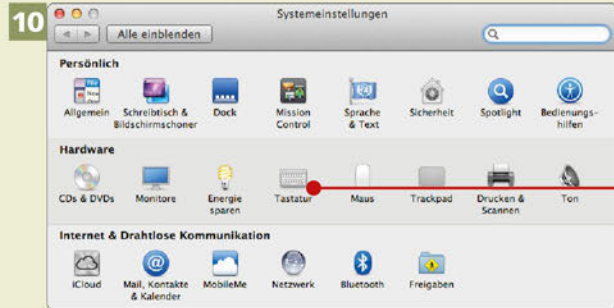 10
Systemeinstellungen
Alle einblenden
Persönlich
Allgemein Schreibtisch & Dock Mission Sprache Sicherheit Spotlight Bedienungs-
Bildschirmschoner Control & Text hilfen
Hardware
CDs & DVDs Monitore Energie Tastatur Maus Trackpad Drucken & Ton
sparen Scannen
Internet & Drahtlose Kommunikation
iCloud Mail, Kontakte MobileMe Netzwerk Bluetooth Freigaben
& Kalender